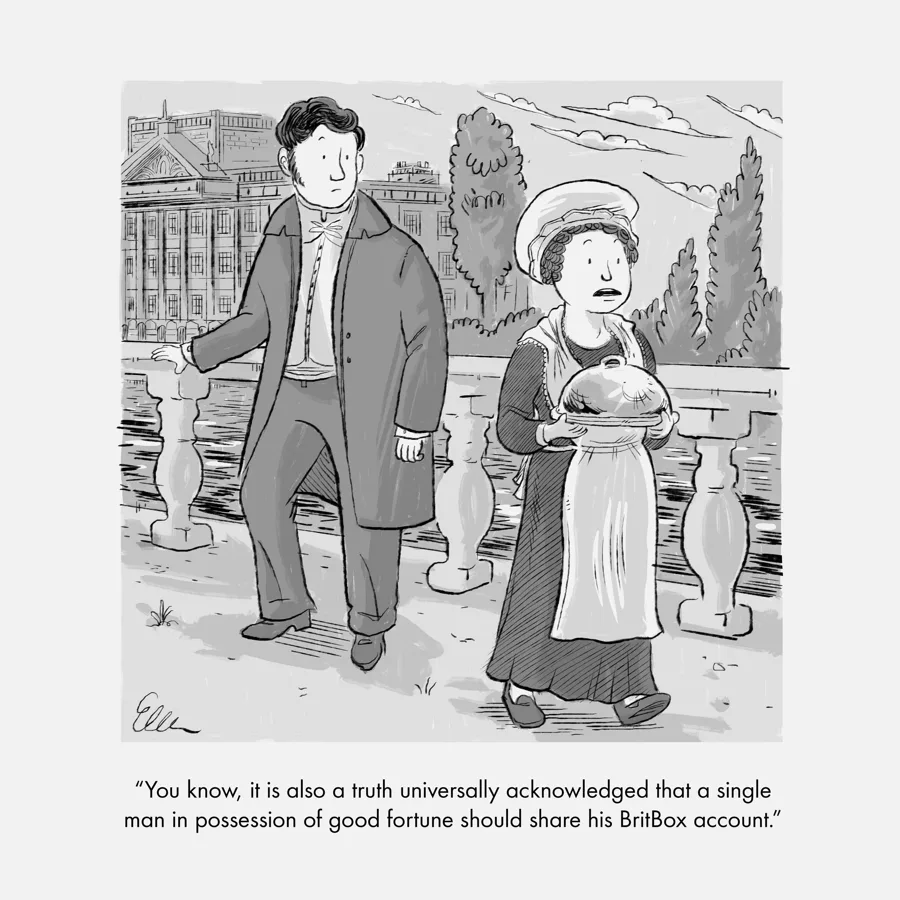 “You know, it is also a truth universally acknowledged that a single
man in possession of good fortune should share his BritBox account.”